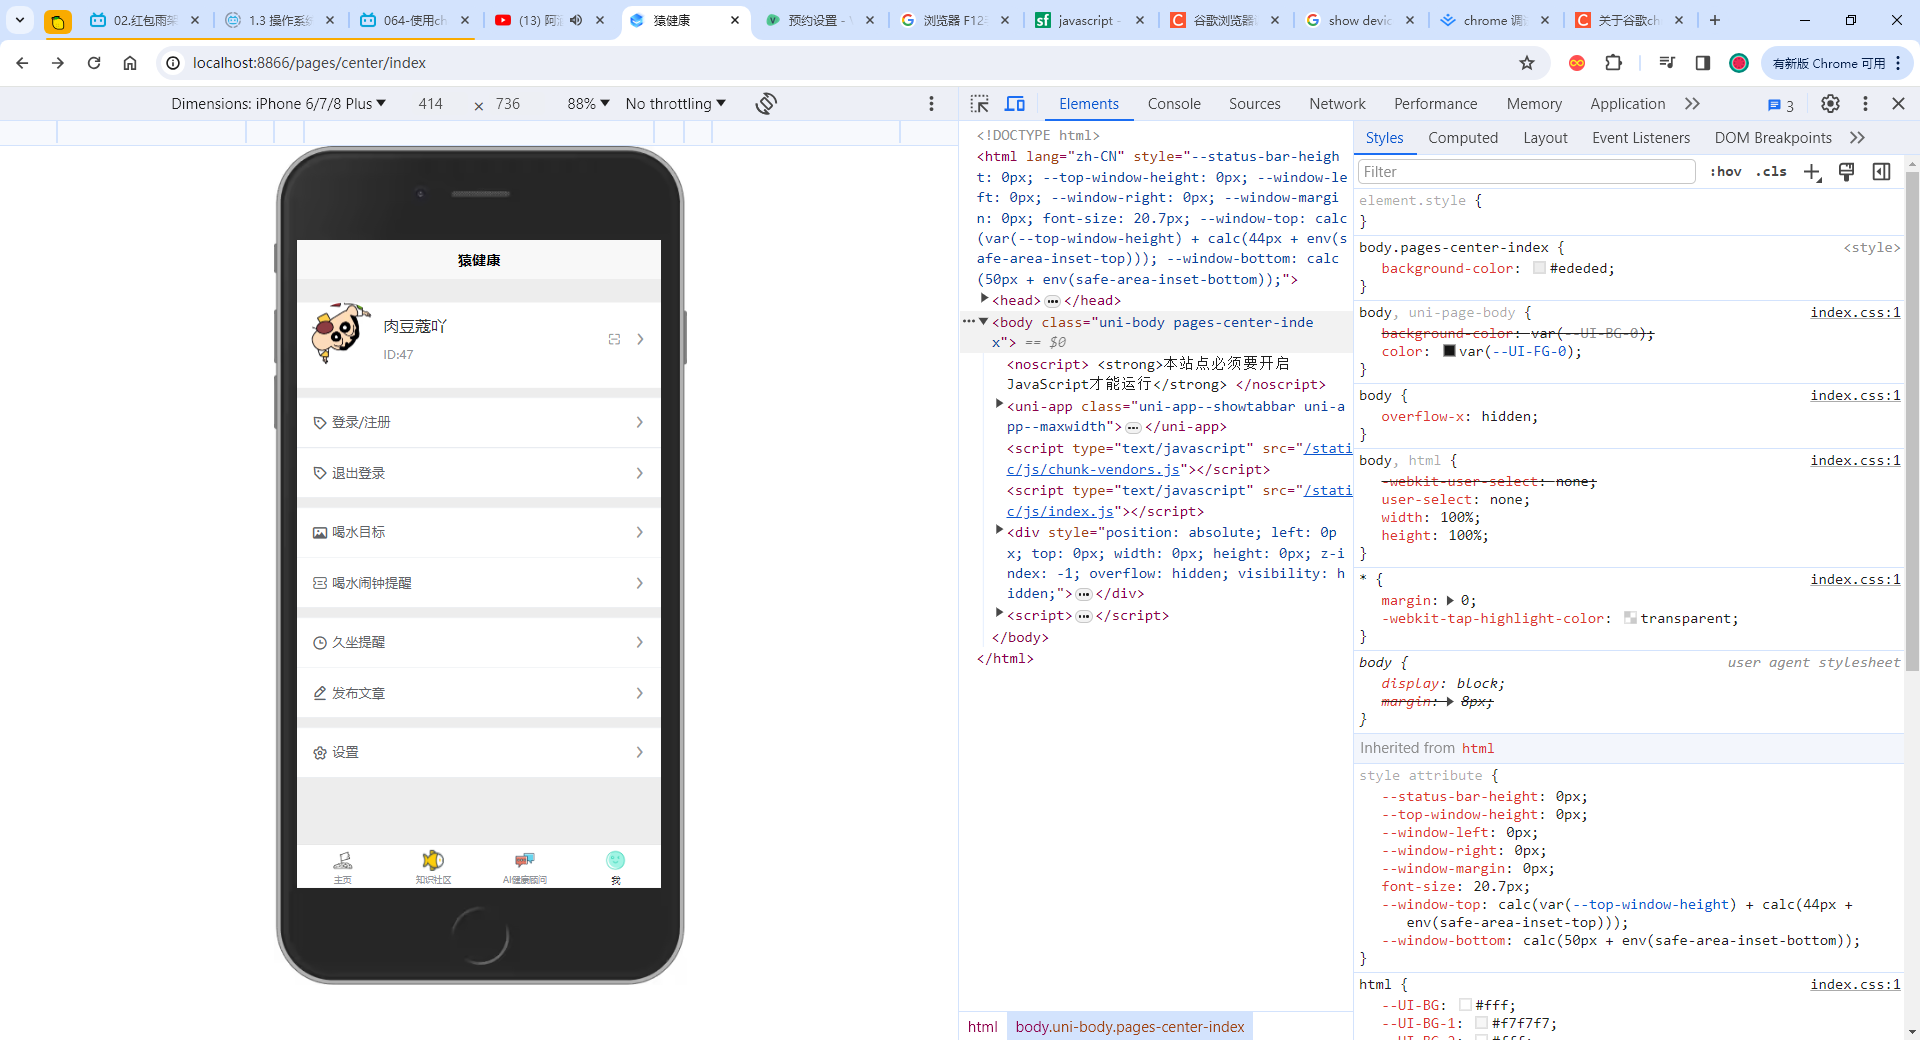 02.红包雨架
1.3 操作系统
064-使用ch
(13) 阿
猿健康
预约设置 -
浏览器 F12
javascript -
谷歌浏览器
show devic
chrome 调
关于谷歌ch
localhost:8866/pages/center/index
有新版 Chrome 可用
Dimensions: iPhone 6/7/8 Plus
414
×
736
88%
No throttling
Elements
Console
Sources
Network
Performance
Memory
Application
3
猿健康
肉豆蔻吖
ID:47
登录/注册
退出登录
喝水目标
喝水闹钟提醒
久坐提醒
发布文章
设置
主页
知识社区
AI健康顾问
我
<!DOCTYPE html>
<html lang="zh-CN" style="--status-bar-heigh
t: 0px; --top-window-height: 0px; --window-le
ft: 0px; --window-right: 0px; --window-margi
n: 0px; font-size: 20.7px; --window-top: calc
(var(--top-window-height) + calc(44px + env(s
afe-area-inset-top))); --window-bottom: calc
(50px + env(safe-area-inset-bottom));">
<head>…</head>
<body class="uni-body pages-center-inde
x"> == $0
<noscript> <strong>本站点必须要开启
JavaScript才能运行</strong> </noscript>
<uni-app class="uni-app--showtabbar uni-a
pp--maxwidth">…</uni-app>
<script type="text/javascript" src="/stati
c/js/chunk-vendors.js"></script>
<script type="text/javascript" src="/stati
c/js/index.js"></script>
<div style="position: absolute; left: 0p
x; top: 0px; width: 0px; height: 0px; z-i
ndex: -1; overflow: hidden; visibility: h
idden;">…</div>
<script>…</script>
</body>
</html>
html
body.uni-body.pages-center-index
Styles
Computed
Layout
Event Listeners
DOM Breakpoints
Filter
:hov
.cls
element.style {
}
body.pages-center-index {
<style>
background-color: #ededed;
}
body, uni-page-body {
index.css:1
background-color: var(--UI-BG-0);
color: var(--UI-FG-0);
}
body {
index.css:1
overflow-x: hidden;
}
body, html {
index.css:1
-webkit-user-select: none;
user-select: none;
width: 100%;
height: 100%;
}
* {
index.css:1
margin: 0;
-webkit-tap-highlight-color: transparent;
}
body {
user agent stylesheet
display: block;
margin: 8px;
}
Inherited from html
style attribute {
--status-bar-height: 0px;
--top-window-height: 0px;
--window-left: 0px;
--window-right: 0px;
--window-margin: 0px;
font-size: 20.7px;
--window-top: calc(var(--top-window-height) + calc(44px +
env(safe-area-inset-top)));
--window-bottom: calc(50px + env(safe-area-inset-bottom));
}
html {
index.css:1
--UI-BG: #fff;
--UI-BG-1: #f7f7f7;